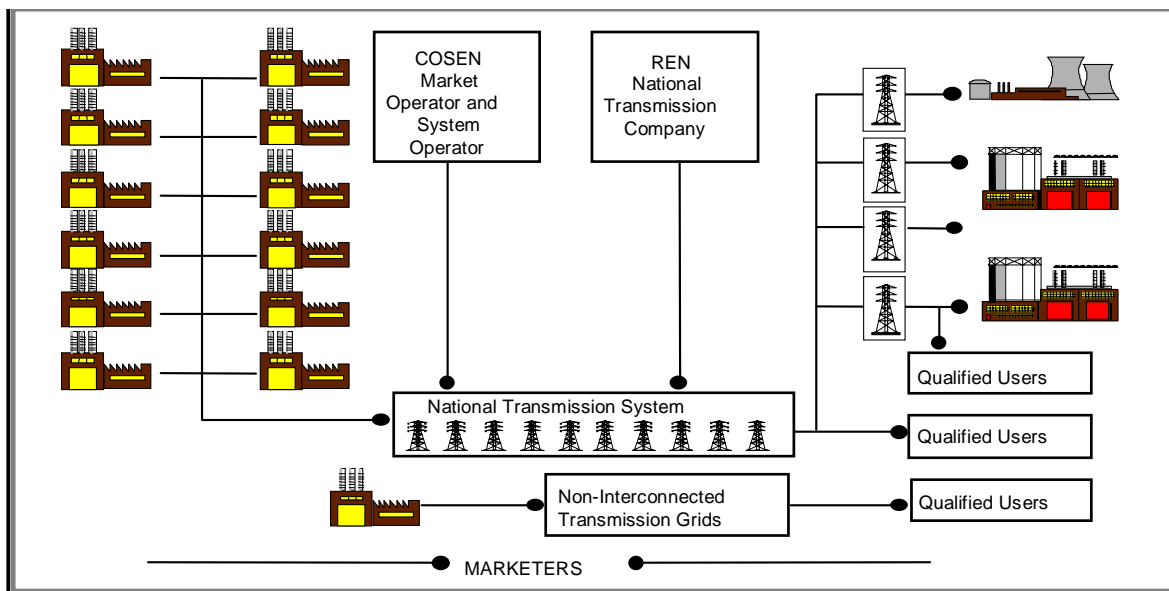 COSEN
Market
Operator and
System
Operator
REN
National
Transmission
Company
National Transmission System
Qualified Users
Qualified Users
Non-Interconnected
Transmission Grids
Qualified Users
MARKETERS